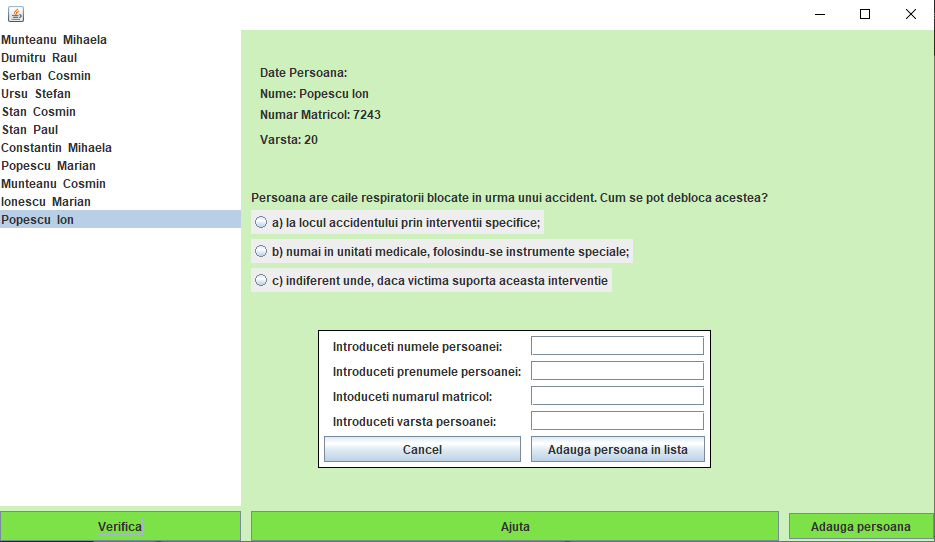 Munteanu Mihaela
Dumitru Raul
Serban Cosmin
Ursu Stefan
Stan Cosmin
Stan Paul
Constantin Mihaela
Popescu Marian
Munteanu Cosmin
Ionescu Marian
Popescu Ion
Date Persoana:
Nume: Popescu Ion
Numar Matricol: 7243
Varsta: 20
Persoana are caile respiratorii blocate in urma unui accident. Cum se pot debloca acestea?
a) la locul accidentului prin interventii specifice;
b) numai in unitati medicale, folosindu-se instrumente speciale;
c) indiferent unde, daca victima suporta aceasta interventie
Introduceti numele persoanei:
Introduceti prenumele persoanei:
Intoduceti numarul matricol:
Introduceti varsta persoanei:
Cancel Adauga persoana in lista
Verifica Ajuta Adauga persoana